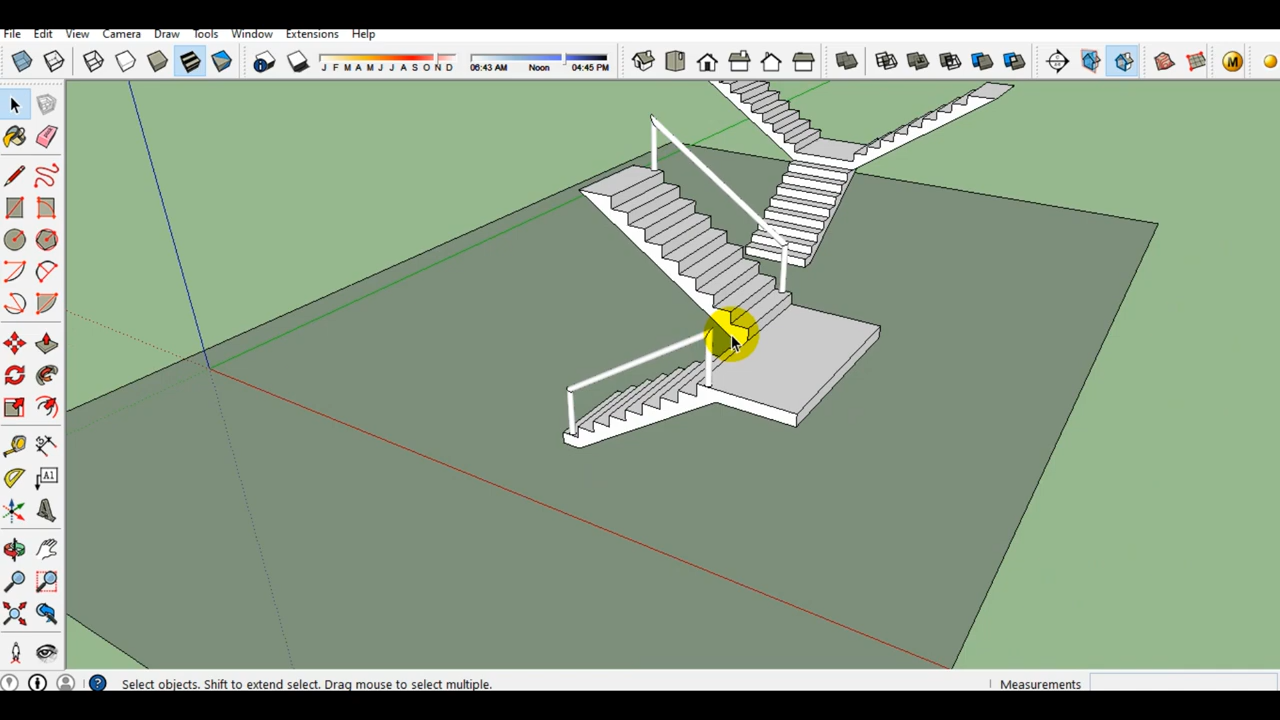 File Edit View Camera Draw Tools Window Extensions Help
J F M A M J J A S O N D 06:43 AM Noon 04:45 PM
M
A1
Select objects. Shift to extend select. Drag mouse to select multiple. Measurements